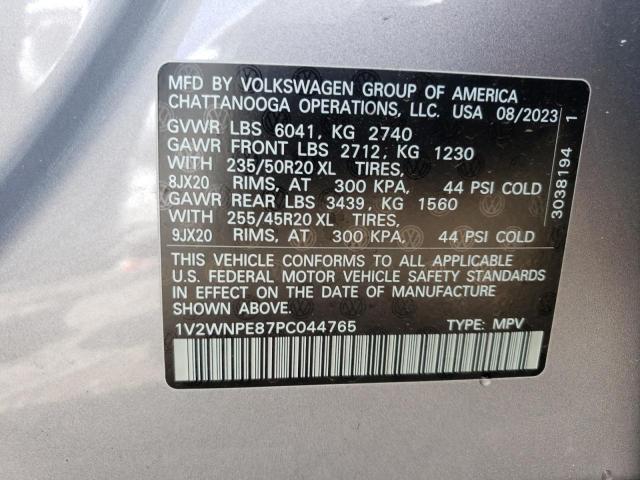 MFD BY VOLKSWAGEN GROUP OF AMERICA
CHATTANOOGA OPERATIONS, LLC. USA 08/2023
GVWR LBS 6041, KG 2740
GAWR FRONT LBS 2712, KG 1230
WITH 235/50R20 XL TIRES,
8JX20 RIMS, AT 300 KPA, 44 PSI COLD
GAWR REAR LBS 3439, KG 1560
WITH 255/45R20 XL TIRES,
9JX20 RIMS, AT 300 KPA, 44 PSI COLD
THIS VEHICLE CONFORMS TO ALL APPLICABLE
U.S. FEDERAL MOTOR VEHICLE SAFETY STANDARDS
IN EFFECT ON THE DATE OF MANUFACTURE
SHOWN ABOVE.
1V2WNPE87PC044765 TYPE: MPV
3038194 1